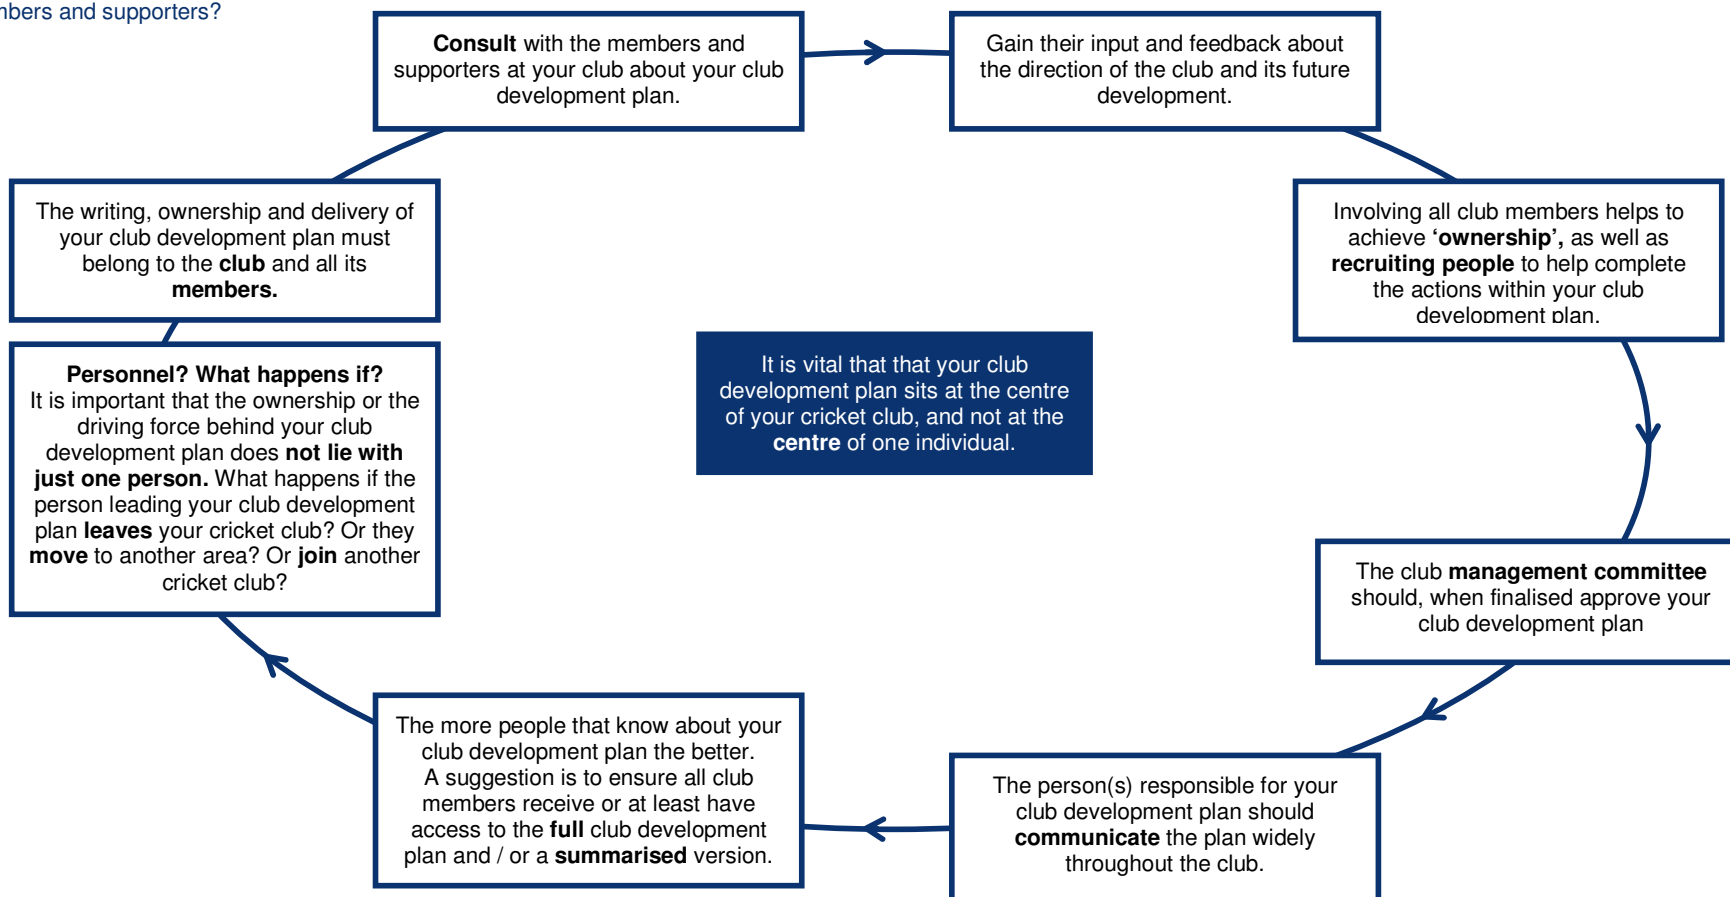 members and supporters?
Consult with the members and
supporters at your club about your club
development plan.
Gain their input and feedback about
the direction of the club and its future
development.
Involving all club members helps to
achieve ‘ownership’, as well as
recruiting people to help complete
the actions within your club
development plan.
The club management committee
should, when finalised approve your
club development plan
The person(s) responsible for your
club development plan should
communicate the plan widely
throughout the club.
The more people that know about your
club development plan the better.
A suggestion is to ensure all club
members receive or at least have
access to the full club development
plan and / or a summarised version.
Personnel? What happens if?
It is important that the ownership or the
driving force behind your club
development plan does not lie with
just one person. What happens if the
person leading your club development
plan leaves your cricket club? Or they
move to another area? Or join another
cricket club?
The writing, ownership and delivery of
your club development plan must
belong to the club and all its
members.
It is vital that that your club
development plan sits at the centre
of your cricket club, and not at the
centre of one individual.